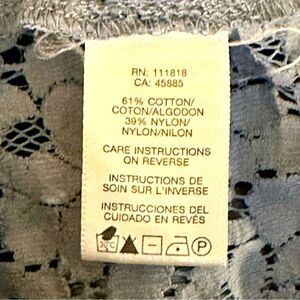 RN: 111818
CA: 45885
61% COTTON/
COTON/ALGODON
39% NYLON/
NYLON/NILON
CARE INSTRUCTIONS
ON REVERSE
INSTRUCTIONS DE
SOIN SUR L'INVERSE
INSTRUCCIONES DEL
CUIDADO EN REVÉS
30°C P